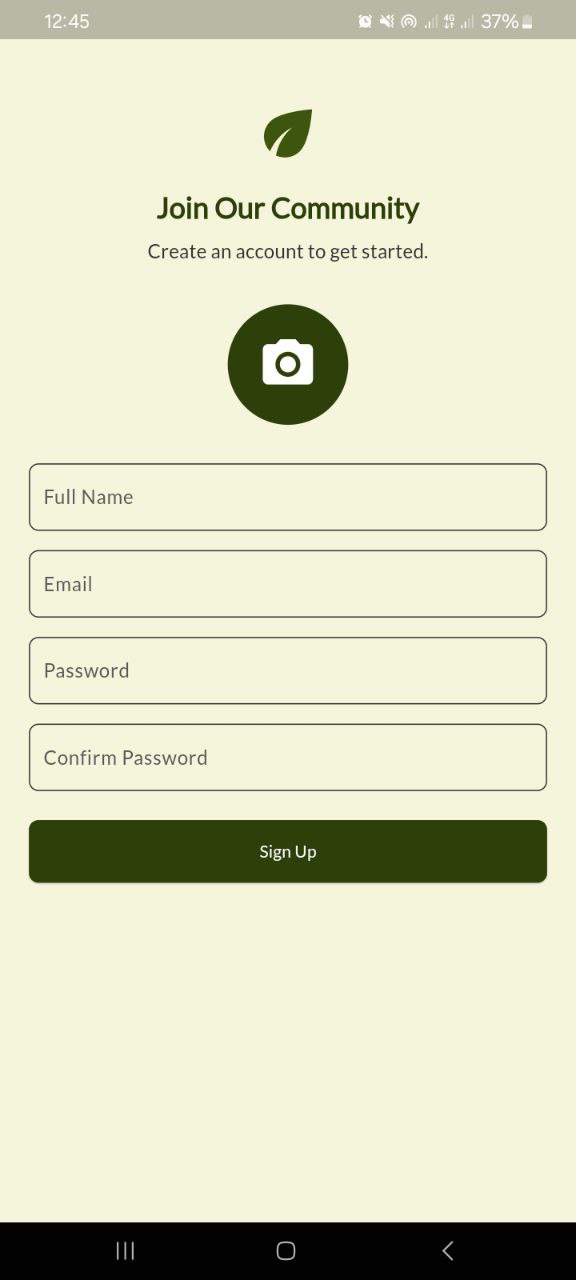 12:45
4G
37%
Join Our Community
Create an account to get started.
Full Name
Email
Password
Confirm Password
Sign Up